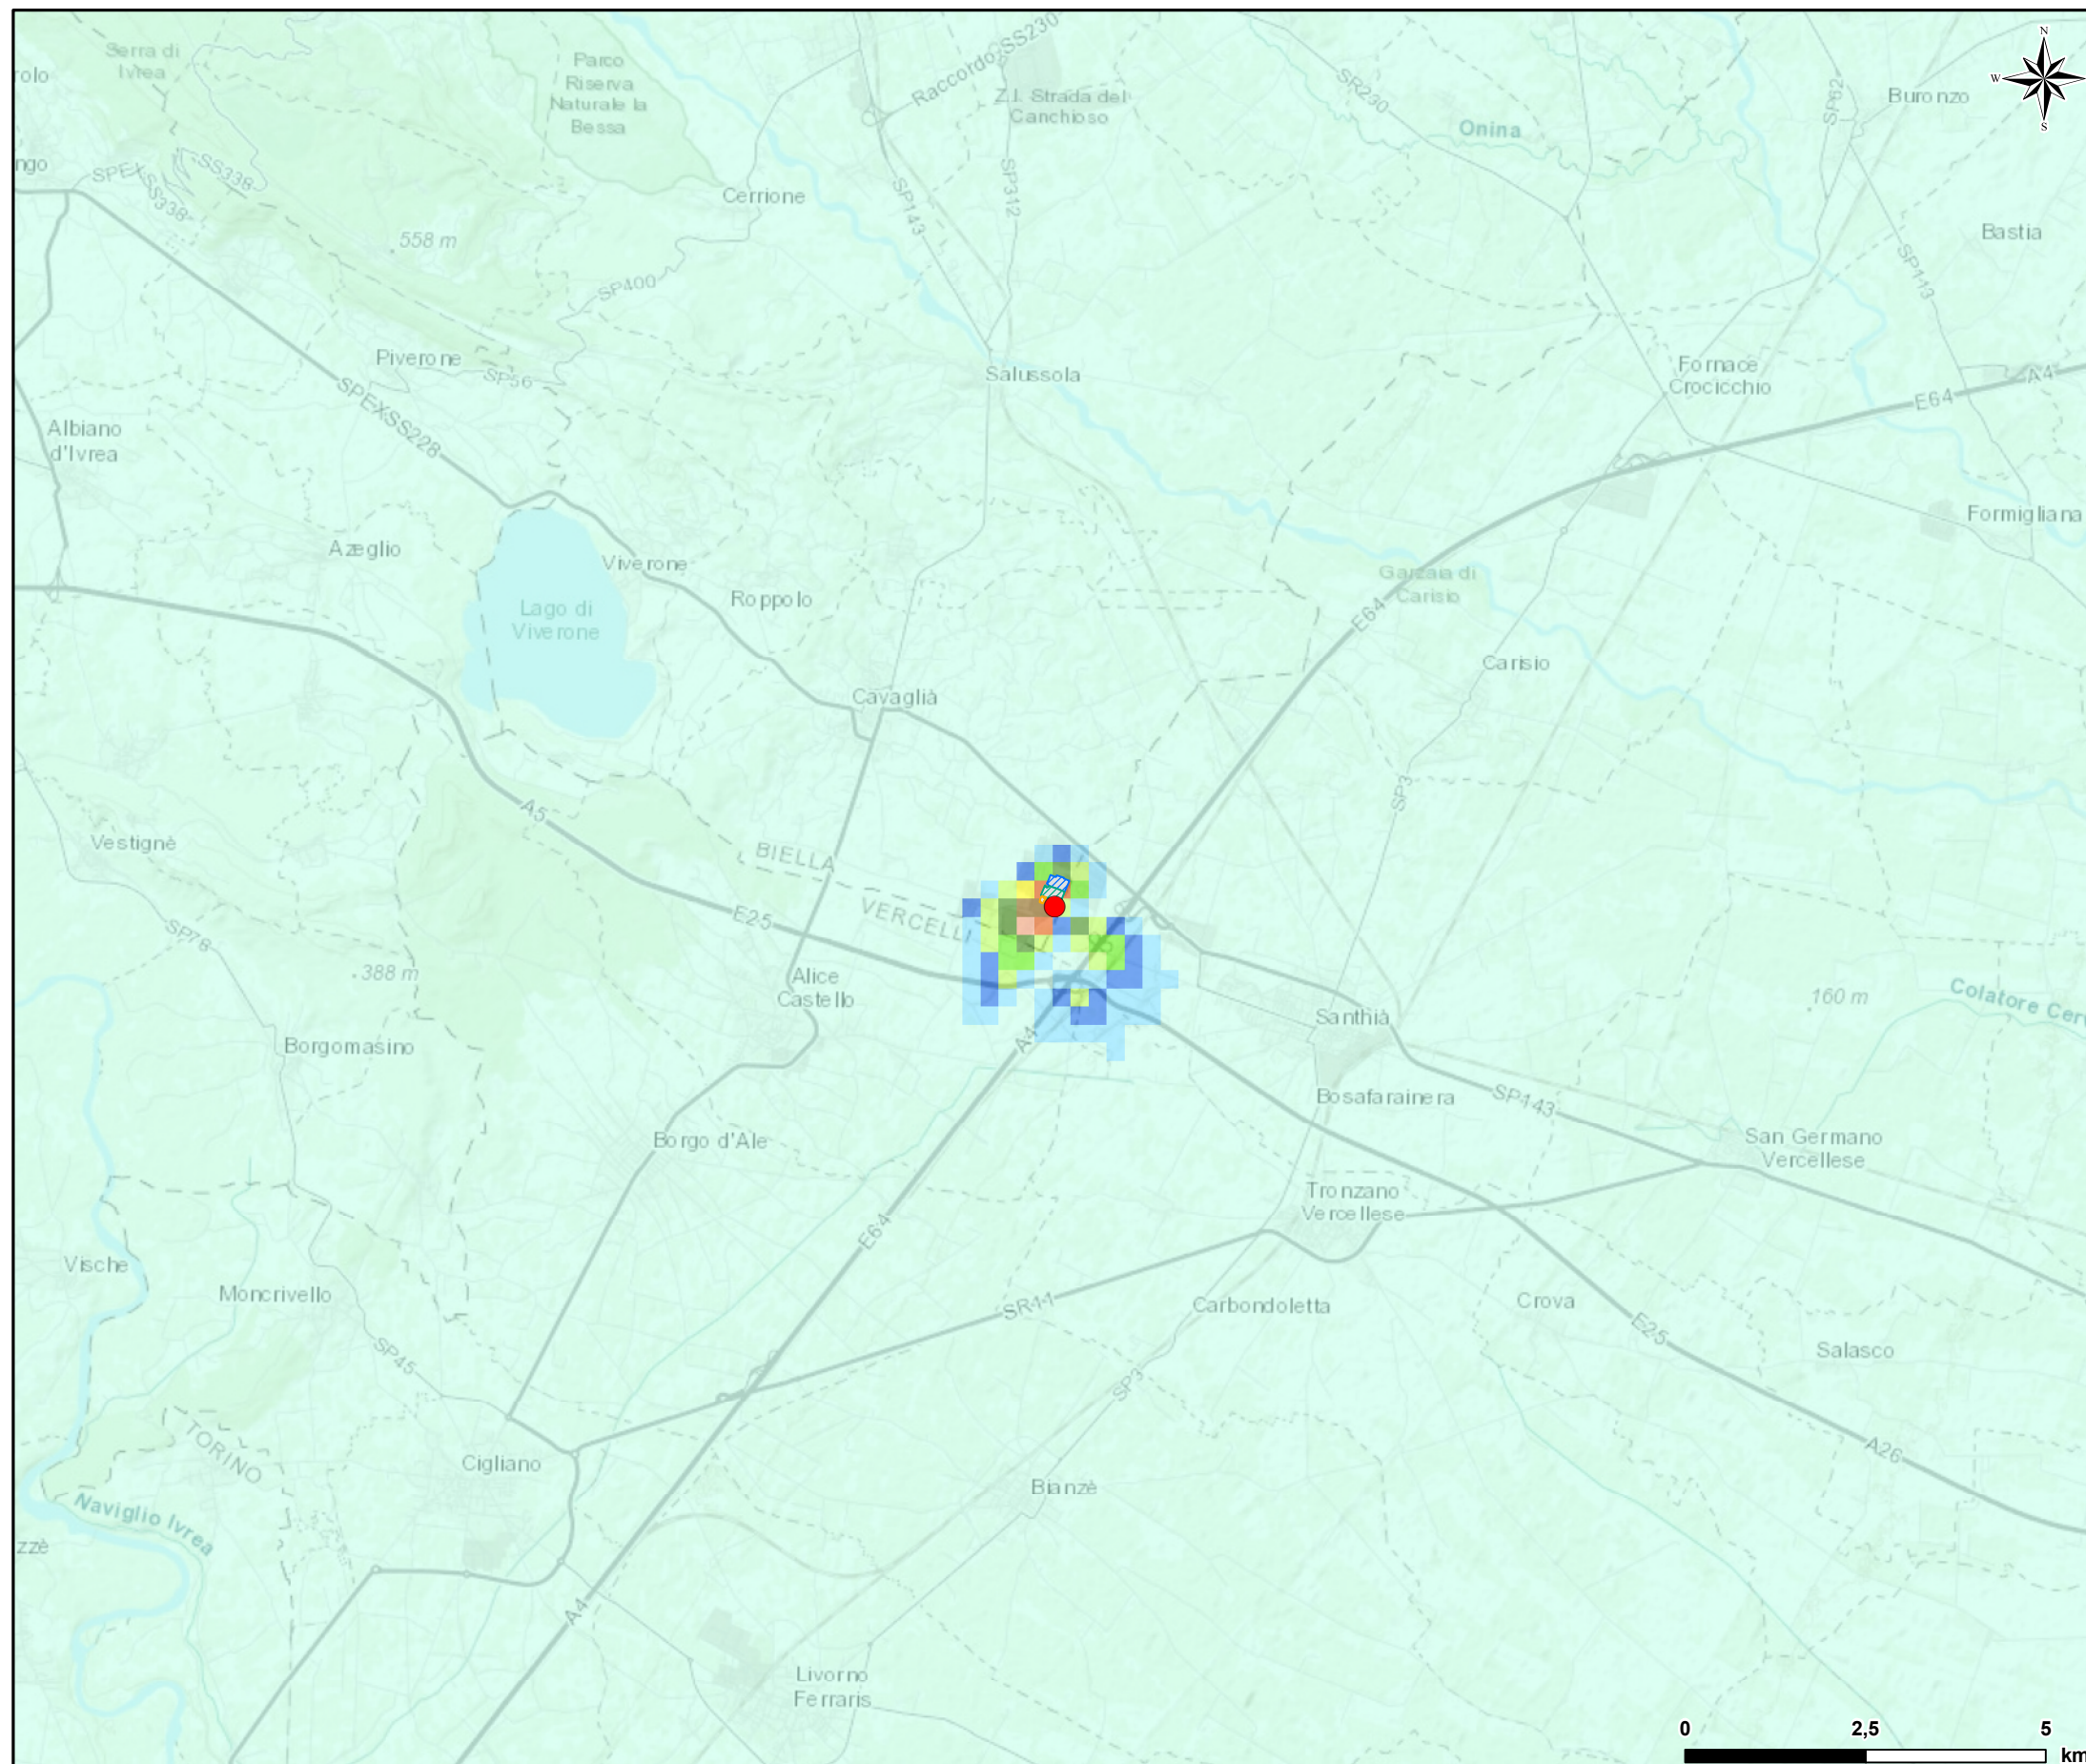 Serra di
Ivrea
rolo
Parco
Riserva
Naturale la
Bessa
Raccordo SS230
Z.I. Strada del
Canchioso
SR230
Onina
SP62
Buronzo
N
W
S
ngo
SPEXSS338
SS338
Cerrione
SP143
SP312
558 m
SP400
Bastia
SP113
Piverone
SP56
SPEXSS228
Salussola
Fornace
Crocicchio
E64
A4
Albiano
d'Ivrea
Formigliana
Azeglio
Viverone
Lago di
Viverone
Roppolo
Garzaia di
Carisio
E64
Carisio
Cavaglià
SP3
A5
Vestignè
BIELLA
VERCELLI
E25
SP78
388 m
Alice
Castello
160 m
Colatore Cerv
Santhià
A4
Borgomasino
Bosafarainera
SP143
Borgo d'Ale
San Germano
Vercellese
Tronzano
Vercellese
E64
Vische
Moncrivello
SR11
Carbondoletta
Crova
E25
SP45
Salasco
SP3
TORINO
Cigliano
A26
Bianzè
Naviglio Ivrea
zzè
A4
Livorno
Ferraris
0 2,5 5
km